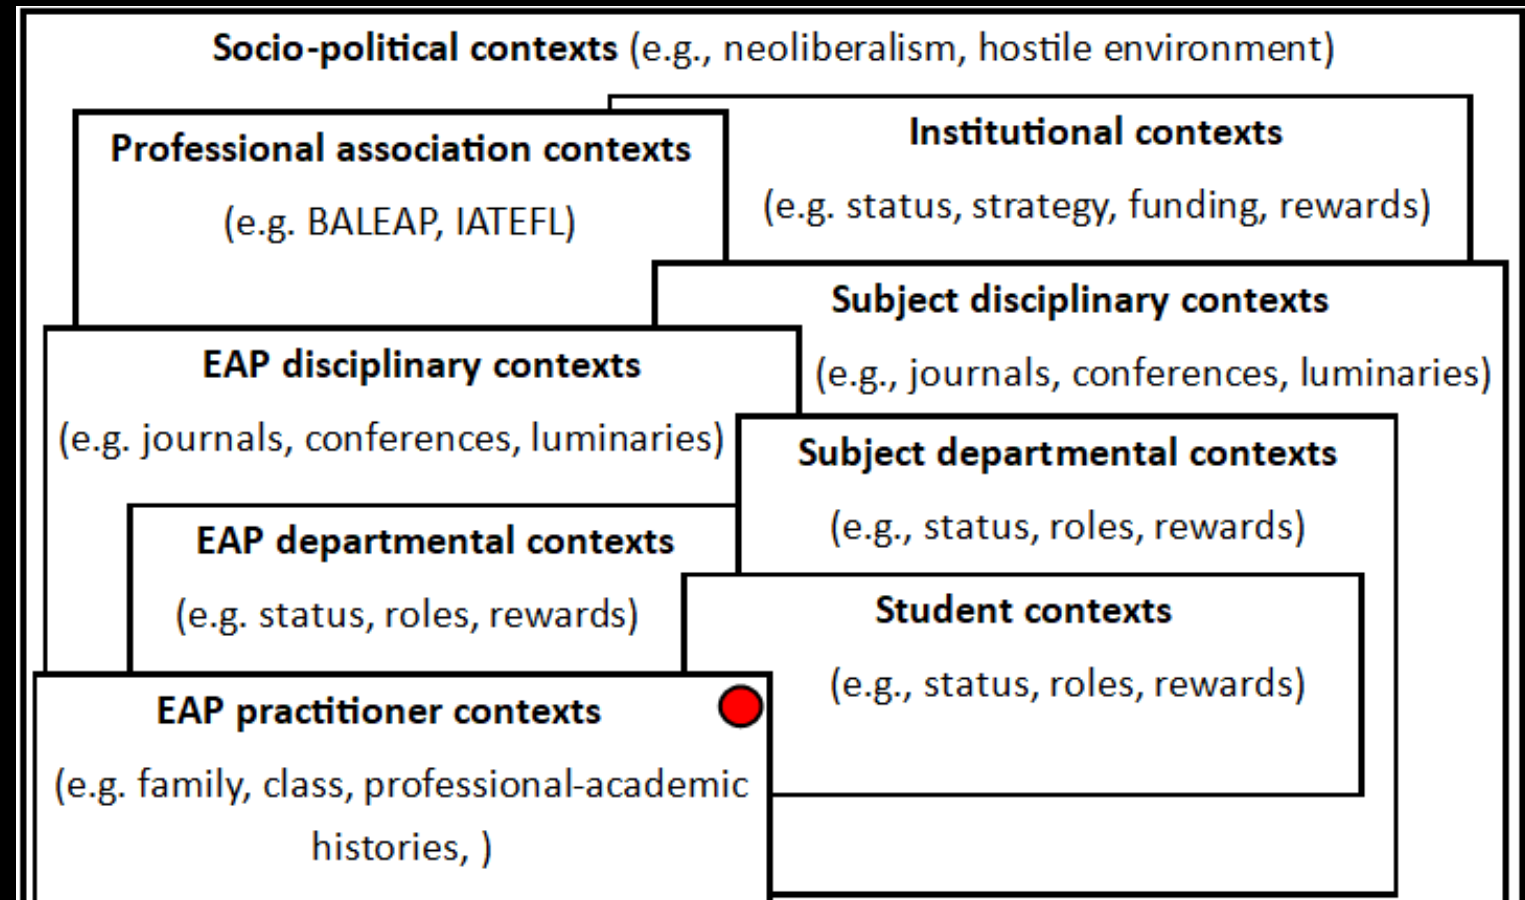 Socio-political contexts (e.g., neoliberalism, hostile environment)
Professional association contexts
(e.g. BALEAP, IATEFL)
Institutional contexts
(e.g. status, strategy, funding, rewards)
Subject disciplinary contexts
(e.g., journals, conferences, luminaries)
EAP disciplinary contexts
(e.g. journals, conferences, luminaries)
Subject departmental contexts
(e.g., status, roles, rewards)
EAP departmental contexts
(e.g. status, roles, rewards)
Student contexts
(e.g., status, roles, rewards)
EAP practitioner contexts
(e.g. family, class, professional-academic
histories, )